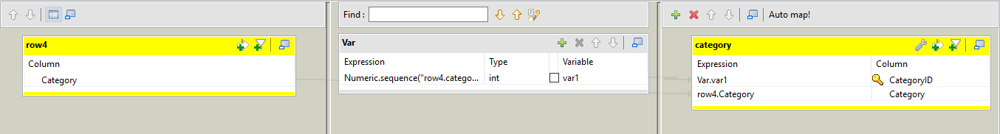 Find :
Auto map!
row4
Column
Category
Var
Expression Type Variable
Numeric.sequence("row4.catego... int var1
category
Expression Column
Var.var1 CategoryID
row4.Category Category